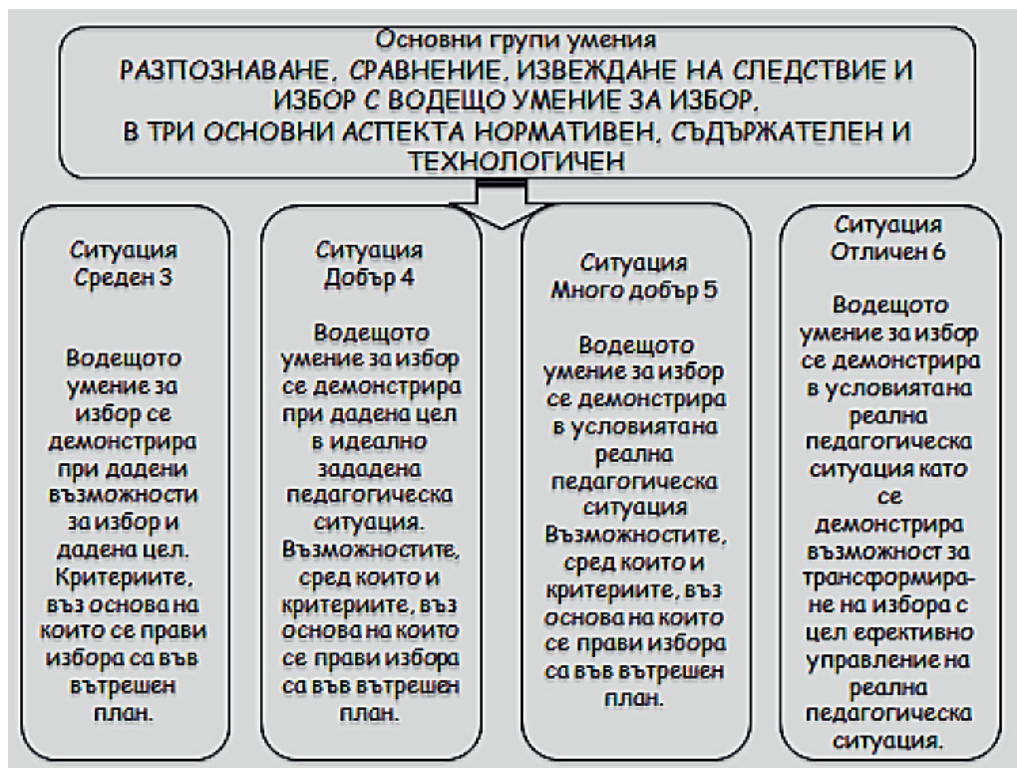 Основни групи умения
РАЗПОЗНАВАНЕ, СРАВНЕНИЕ, ИЗВЕЖДАНЕ НА СЛЕДСТВИЕ И
ИЗБОР С ВОДЕЩО УМЕНИЕ ЗА ИЗБОР,
В ТРИ ОСНОВНИ АСПЕКТА НОРМАТИВЕН, СЪДЪРЖАТЕЛЕН И
ТЕХНОЛОГИЧЕН
Ситуация
Среден 3
Водещото
умение за
избор се
демонстрира
при дадени
възможности
за избор и
дадена цел.
Критериите,
въз основа на
които се прави
избора са във
вътрешен
план.
Ситуация
Добър 4
Водещото
умение за избор
се демонстрира
при дадена цел
в идеално
зададена
педагогическа
ситуация.
Възможностите,
сред които и
критериите, въз
основа на които
се прави избора
са във вътрешен
план.
Ситуация
Много добър 5
Водещото
умение за избор
се демонстрира
в условиятана
реална
педагогическа
ситуация
Възможностите,
сред които и
критериите, въз
основа на които
се прави избора
са във вътрешен
план.
Ситуация
Отличен 6
Водещото
умение за избор
се демонстрира
в условиятана
реална
педагогическа
ситуация като
се
демонстрира
възможност за
трансформира-
не на избора с
цел ефективно
управление на
реална
педагогическа
ситуация.